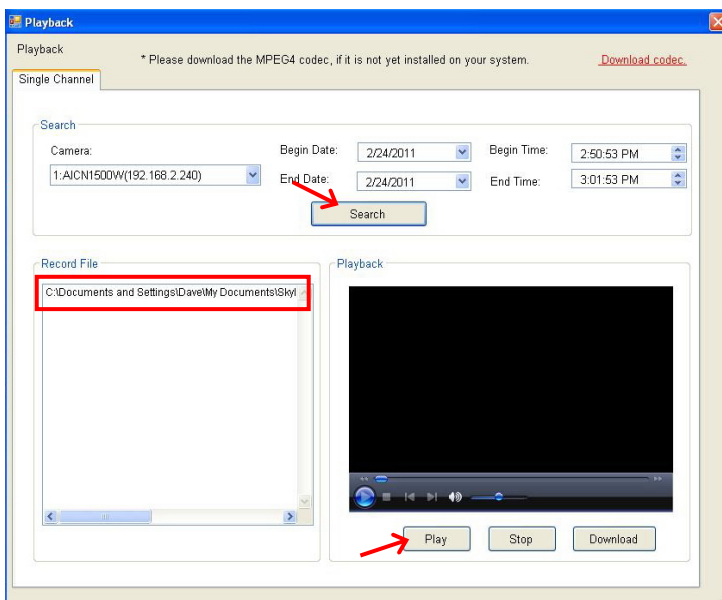 Playback
Playback
* Please download the MPEG4 codec, if it is not yet installed on your system.
Download codec.
Single Channel
Search
Camera:
1:AICN1500W(192.168.2.240)
Begin Date:
2/24/2011
Begin Time:
2:50:53 PM
End Date:
2/24/2011
End Time:
3:01:53 PM
Search
Record File
C:\Documents and Settings\Dave\My Documents\Skyl
Playback
Play
Stop
Download